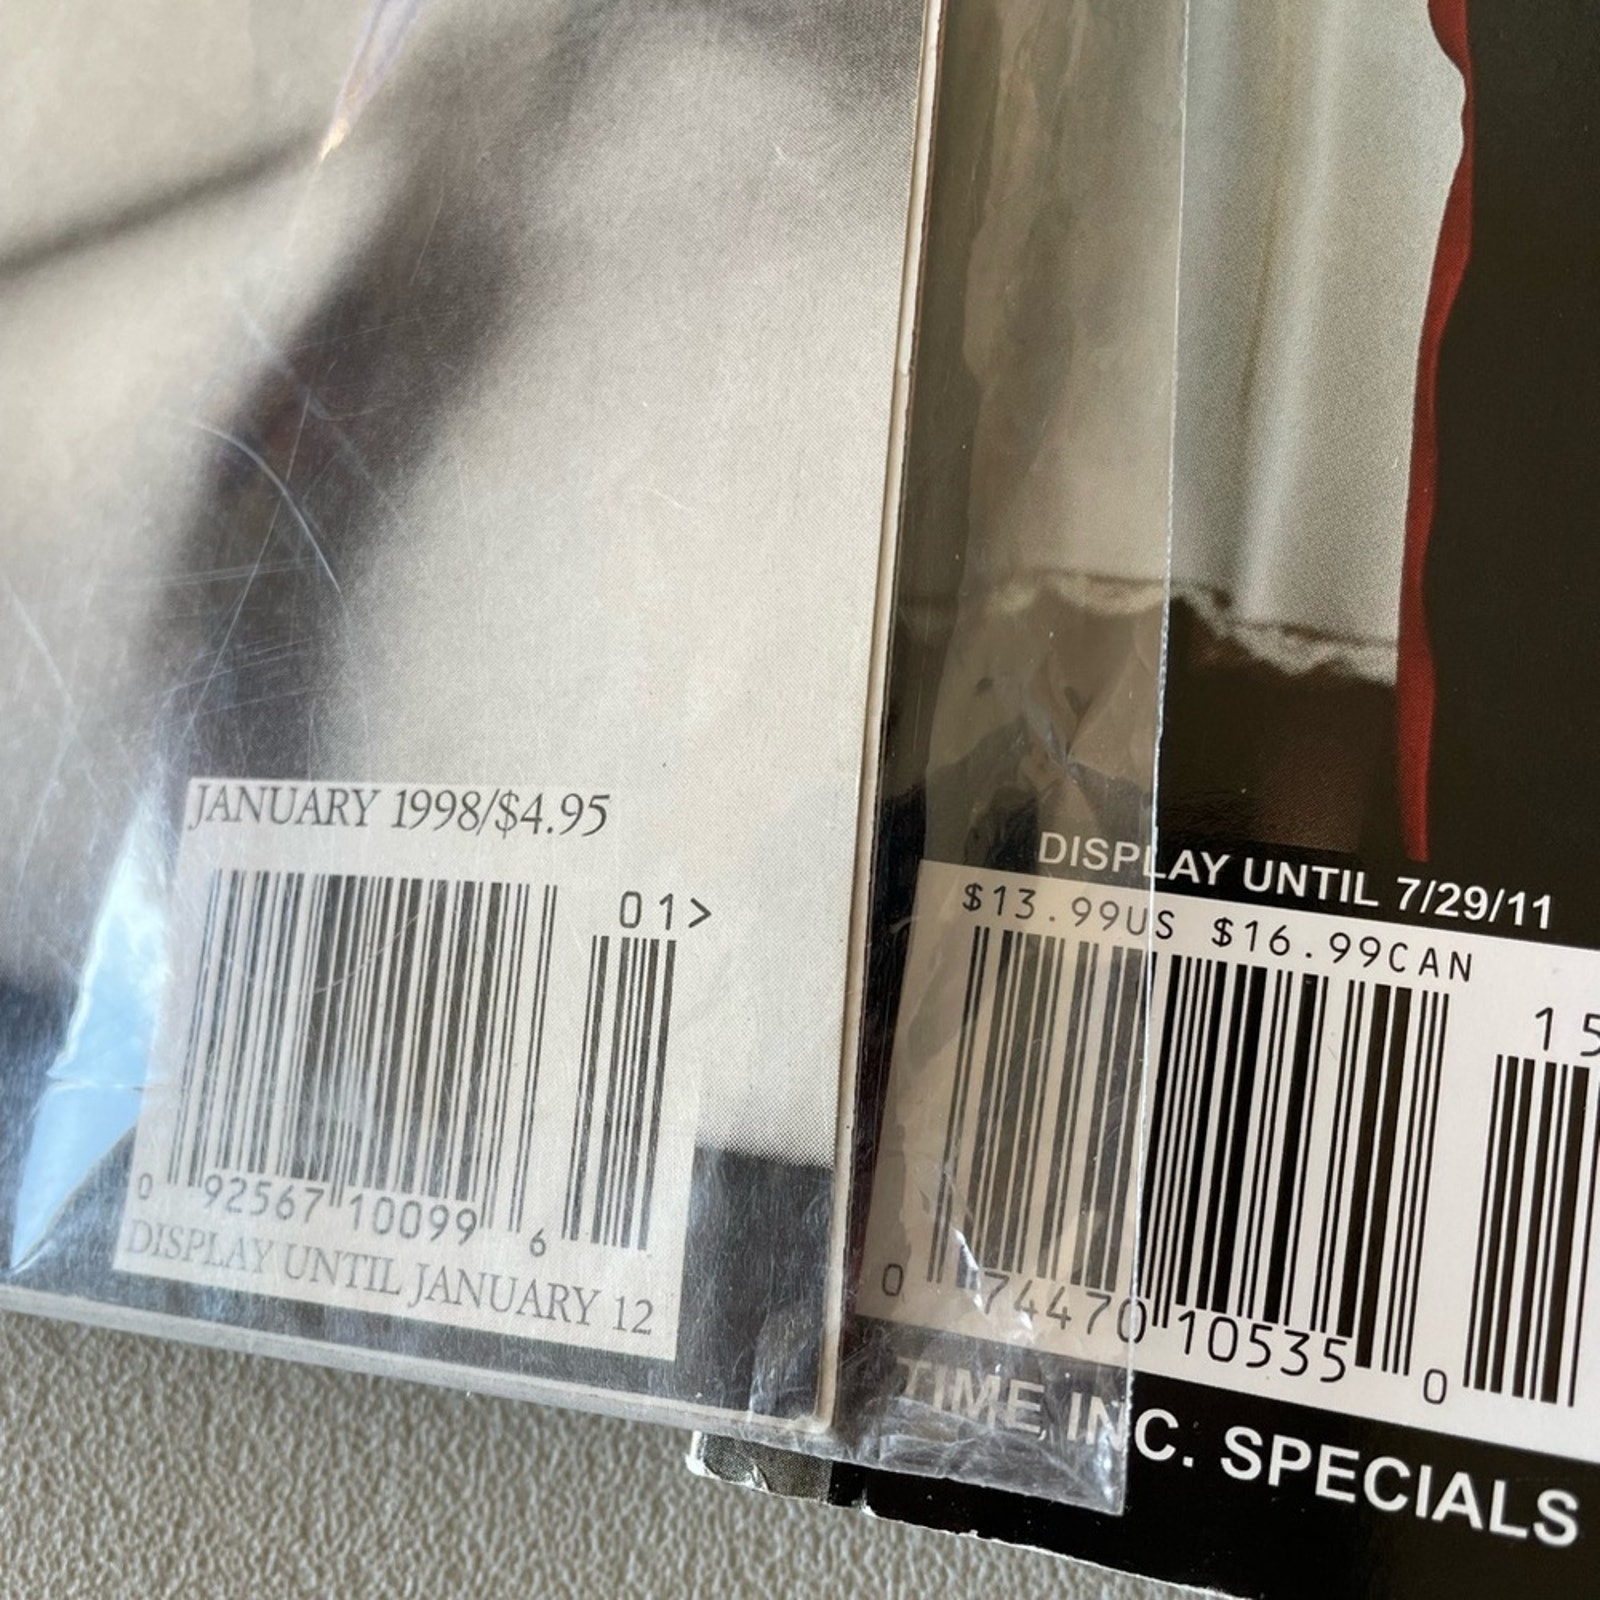 JANUARY 1998/$4.95
01>
0 92567 10099 6
DISPLAY UNTIL JANUARY 12
DISPLAY UNTIL 7/29/11
$13.99US $16.99CAN
15
0 74470 10535 0
TIME INC. SPECIALS